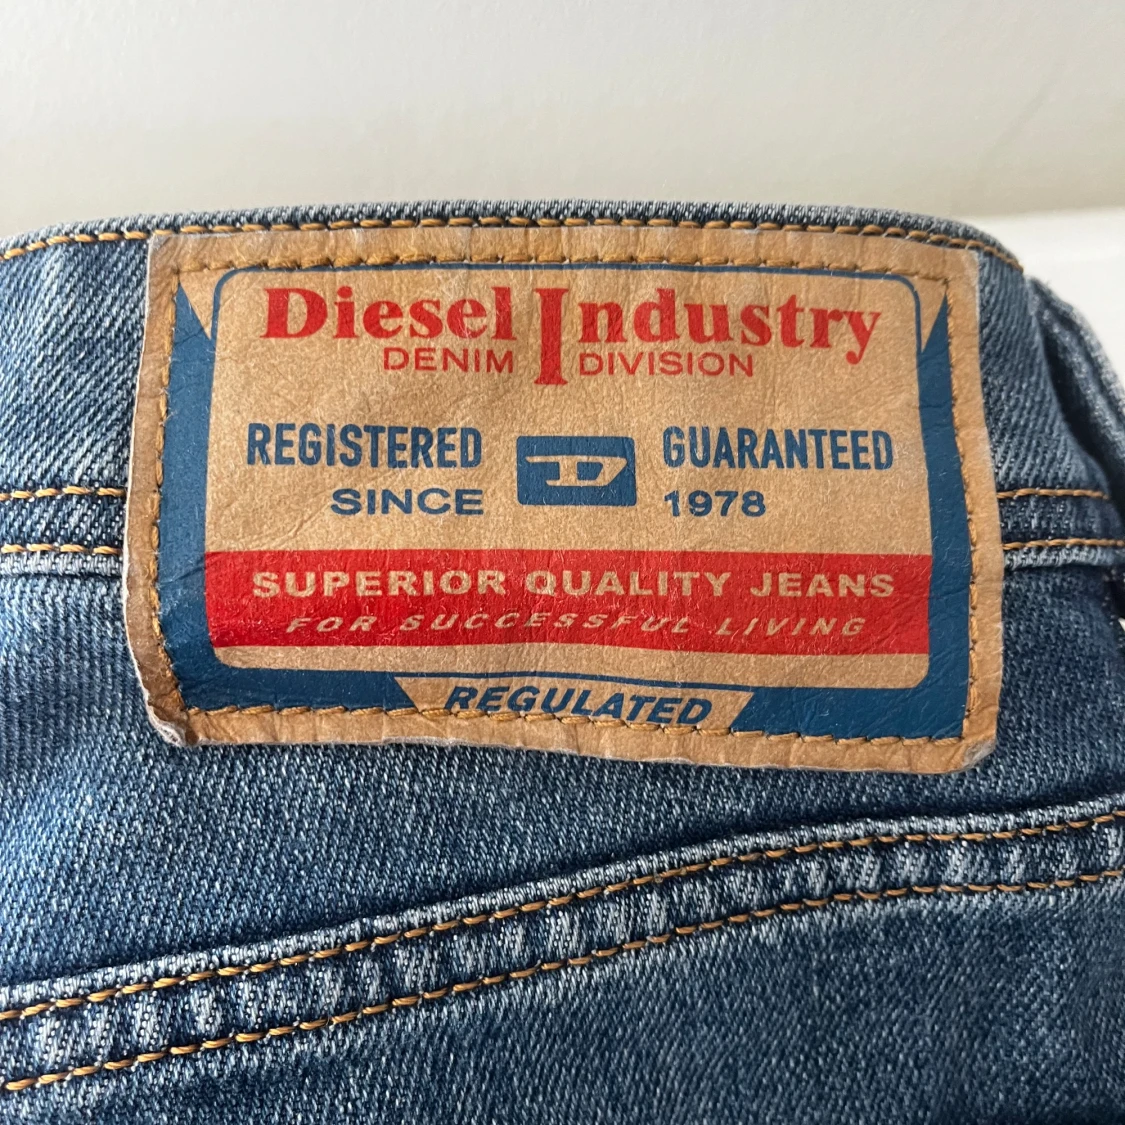 Diesel Industry
DENIM DIVISION
REGISTERED D GUARANTEED
SINCE 1978
SUPERIOR QUALITY JEANS
FOR SUCCESSFUL LIVING
REGULATED